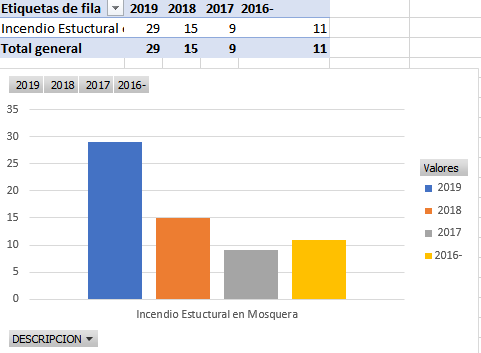 Etiquetas de fila 2019 2018 2017 2016-
Incendio Estuctural 29 15 9 11
Total general 29 15 9 11
2019 2018 2017 2016-
35
30
25
20
15
10
5
0
Incendio Estuctural en Mosquera
Valores
2019
2018
2017
2016-
DESCRIPCION